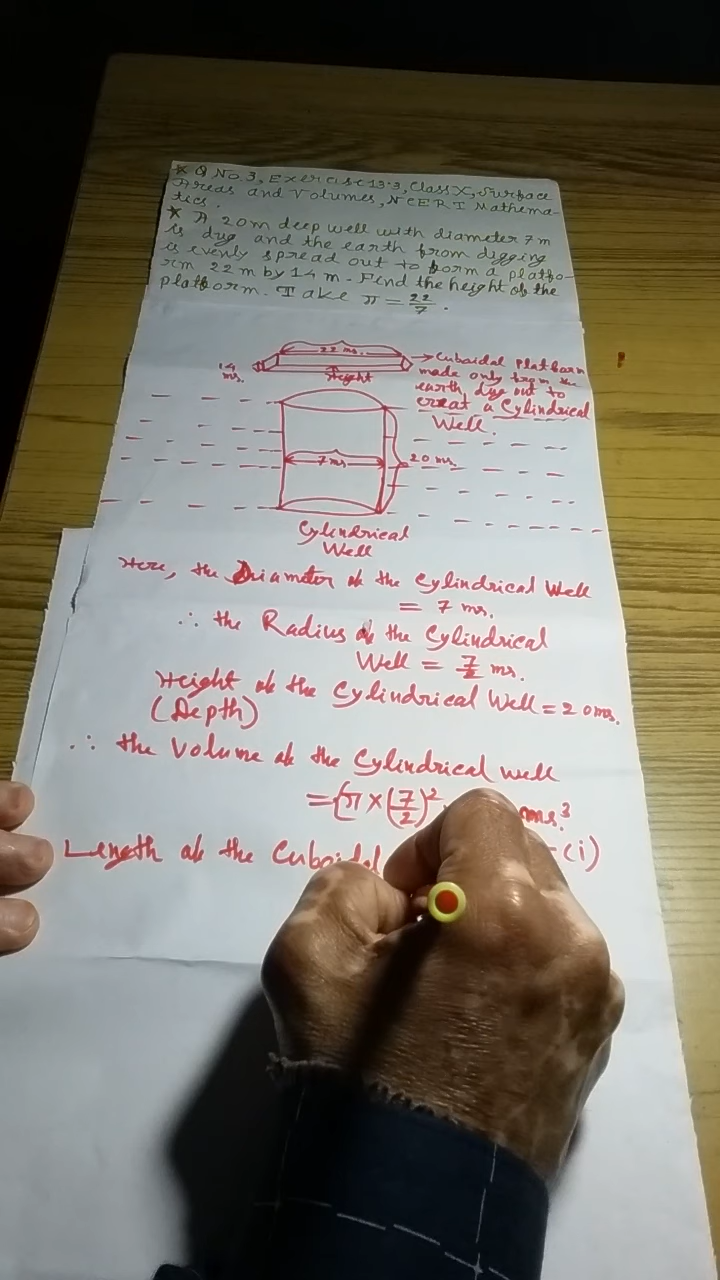 * Q No. 3, Exercise 13.3, Class X, Surface
Areas and Volumes, NCERT Mathema-
tics.
* A 20m deep well with diameter 7m
is dug and the earth from digging
is evenly spread out to form a platfo-
rm 22m by 14m. Find the height of the
platform. Take π = 22/7.
22 ms.
14 ms.
Height
→ Cuboidal Platform
made only from the
earth dug out to
creat a Cylindrical
Well.
7 ms.
20 ms.
Cylindrical
Well
Here, the Diameter of the Cylindrical Well
= 7 ms.
∴ the Radius of the Cylindrical
Well = 7/2 ms.
Height of the Cylindrical Well = 20 ms.
(Depth)
∴ the Volume of the Cylindrical well
= {π × (7/2)² ms.³
-(i)
Length of the Cuboidal